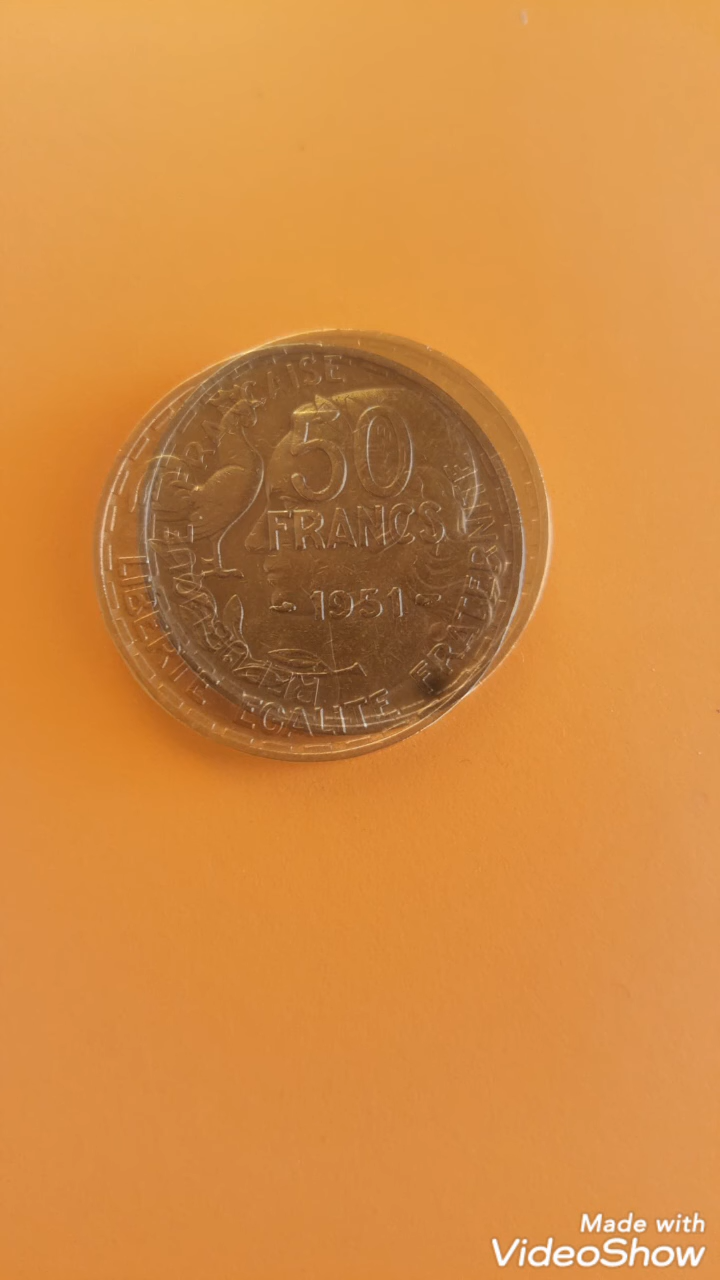 REPUBLIQUE FRANÇAISE
50
FRANCS
1951
LIBERTE EGALITE FRATERNITE
Made with
VideoShow